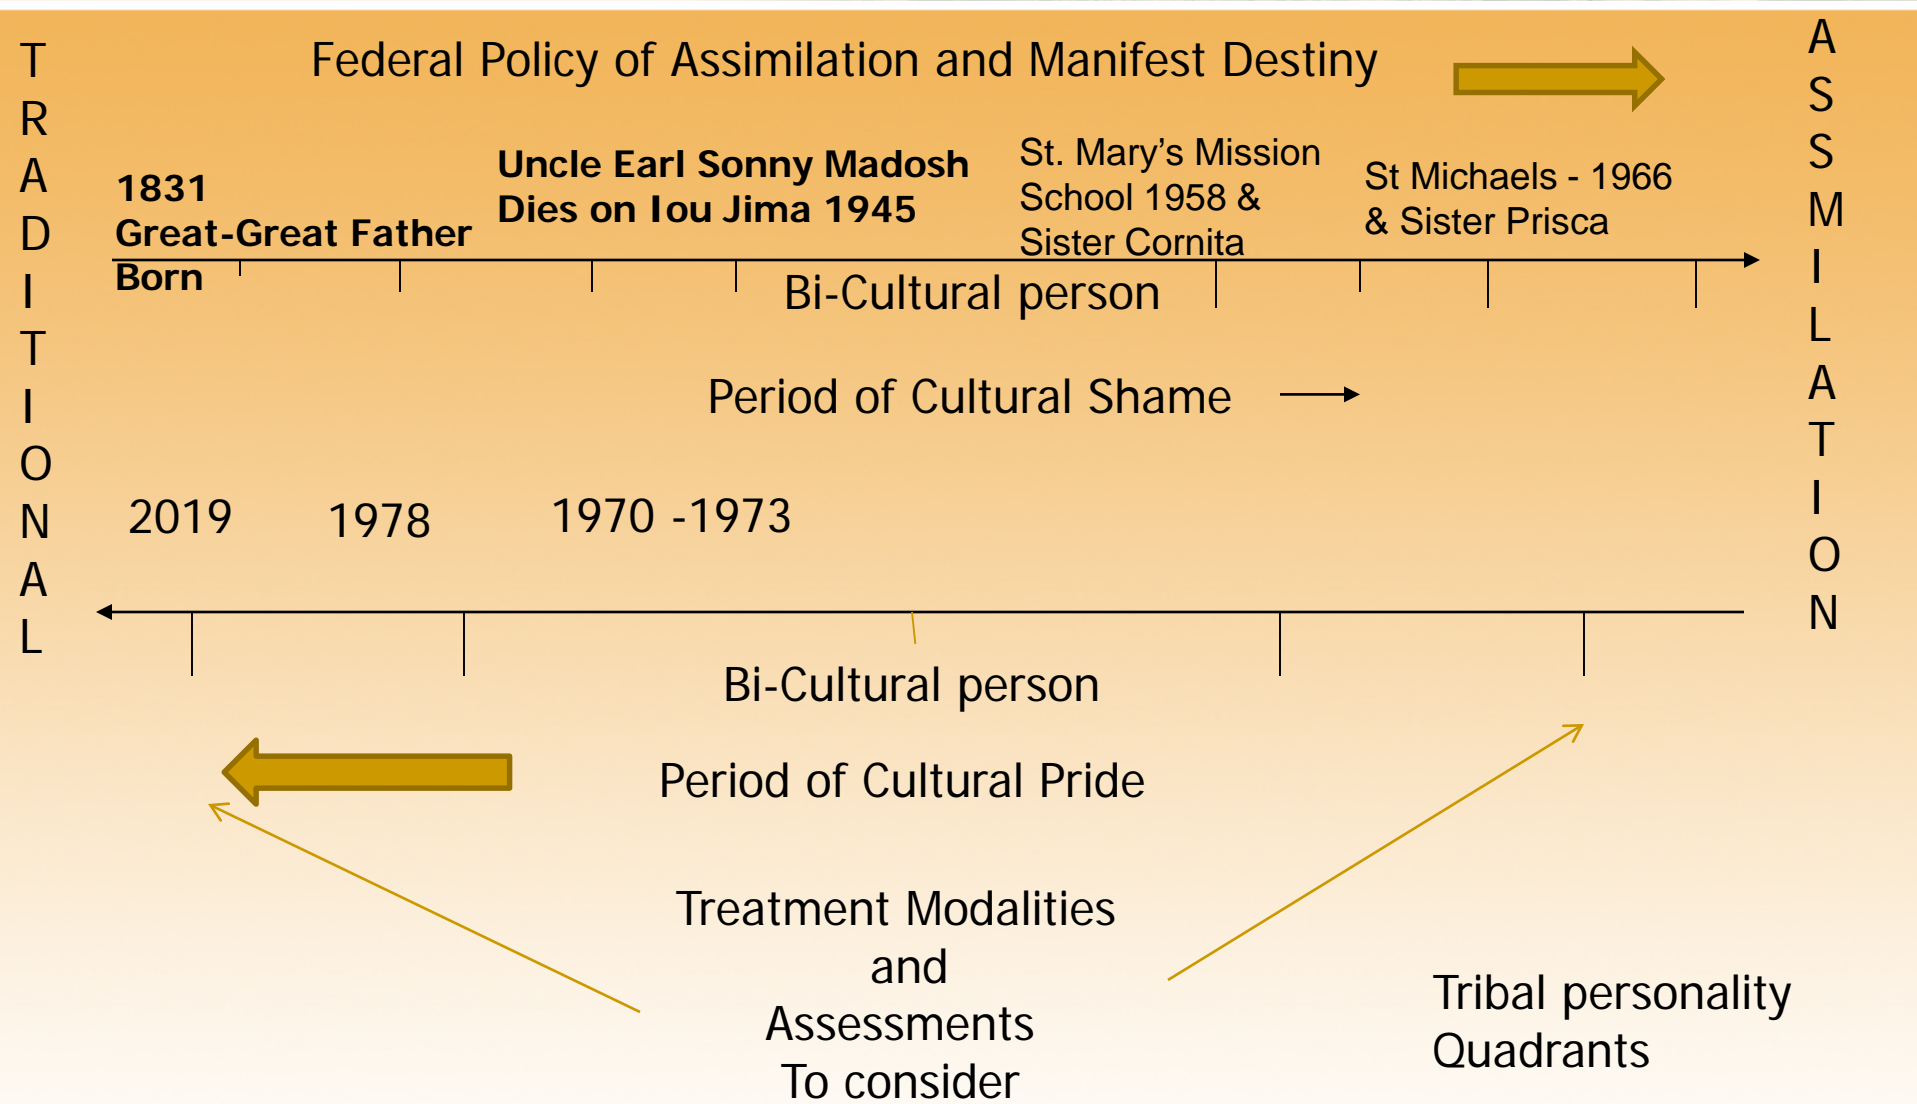 TRADITIONAL
Federal Policy of Assimilation and Manifest Destiny
ASSMILATION
1831
Great-Great Father
Born
Uncle Earl Sonny Madosh
Dies on Iou Jima 1945
St. Mary’s Mission
School 1958 &
Sister Cornita
St Michaels - 1966
& Sister Prisca
Bi-Cultural person
Period of Cultural Shame
2019
1978
1970 -1973
Bi-Cultural person
Period of Cultural Pride
Treatment Modalities
and
Assessments
To consider
Tribal personality
Quadrants